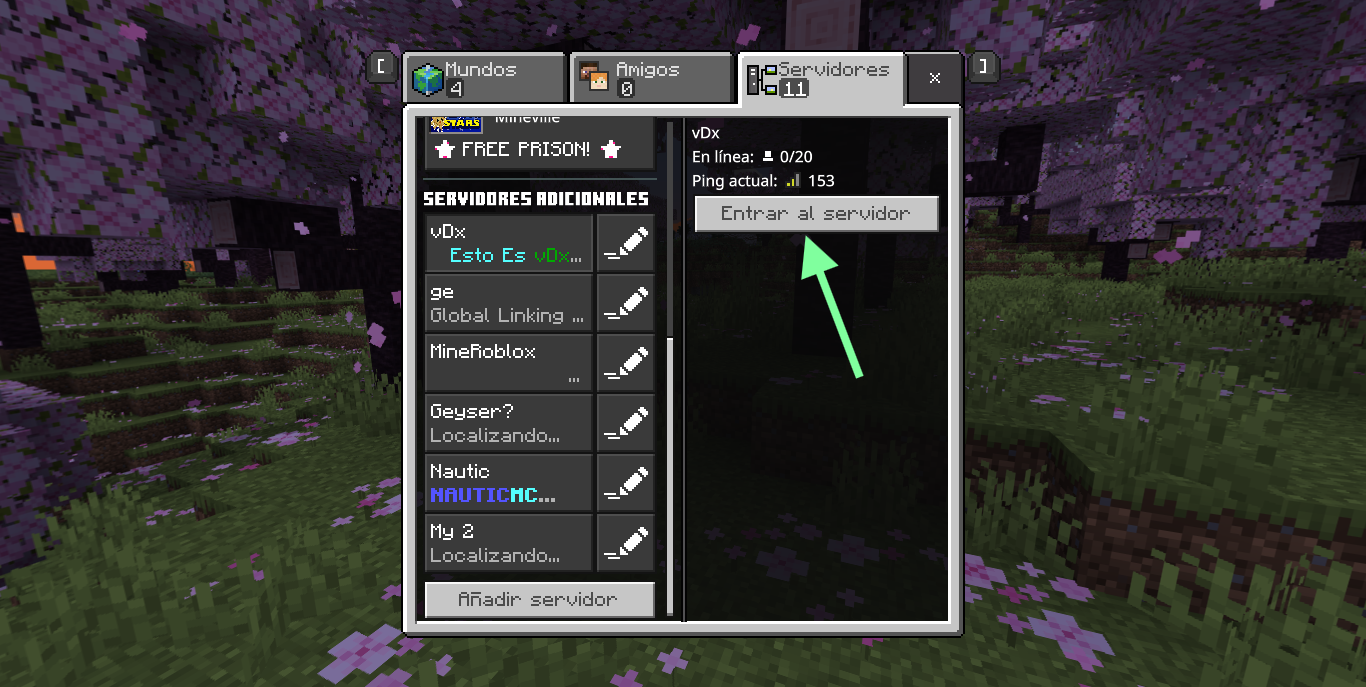 [
Mundos
4
Amigos
0
Servidores
11
X
]
STARS
Mineville
FREE PRISON!
SERVIDORES ADICIONALES
vDx
Esto Es vDx...
ge
Global Linking ...
MineRoblox
...
Geyser?
Localizando...
Nautic
NAUTICMC...
My 2
Localizando...
Añadir servidor
vDx
En línea: 0/20
Ping actual: 153
Entrar al servidor